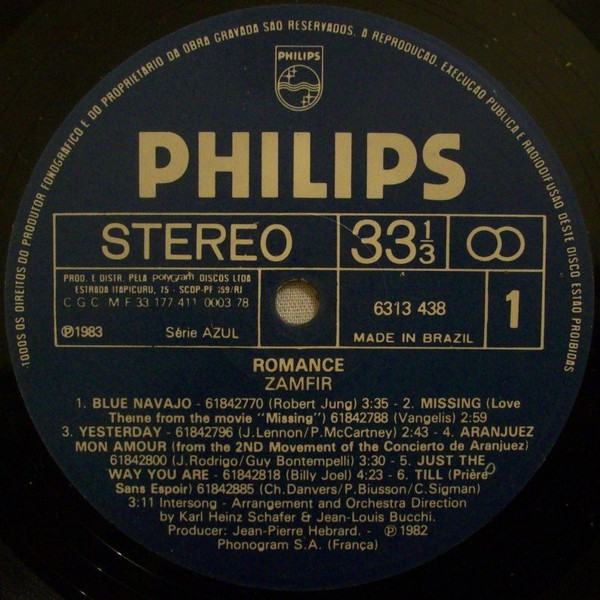 TODOS OS DIREITOS DO PRODUTOR FONOGRÁFICO E DO PROPRIETÁRIO DA OBRA GRAVADA SÃO RESERVADOS. A REPRODUÇÃO, EXECUÇÃO PÚBLICA E RADIODIFUSÃO DESTE DISCO ESTÃO PROIBIDAS
PHILIPS
PHILIPS
STEREO 33 1/3
PROD. E DISTR. PELA polygram DISCOS LTDA
ESTRADA ITAPICURU, 75 - SCDP-PF 159/RJ
C G C M F 33 177 411 0003 78
℗1983 Série AZUL
6313 438
MADE IN BRAZIL
1
ROMANCE
ZAMFIR
1. BLUE NAVAJO - 61842770 (Robert Jung) 3:35 - 2. MISSING (Love
Theme from the movie "Missing") 61842788 (Vangelis) 2:59
3. YESTERDAY - 61842796 (J.Lennon/P.McCartney) 2:43 - 4. ARANJUEZ
MON AMOUR (from the 2ND Movement of the Concierto de Aranjuez)
61842800 (J.Rodrigo/Guy Bontempelli) 3:30 - 5. JUST THE
WAY YOU ARE - 61842818 (Billy Joel) 4:23 - 6. TILL (Prière
Sans Espoir) 61842885 (Ch.Danvers/P.Biusson/C.Sigman)
3:11 Intersong - Arrangement and Orchestra Direction
by Karl Heinz Schafer & Jean-Louis Bucchi.
Producer: Jean-Pierre Hebrard. - ℗ 1982
Phonogram S.A. (França)